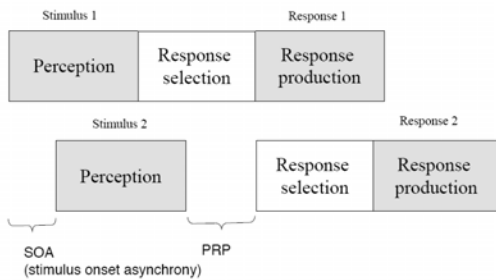 Stimulus 1
Response 1
Perception
Response
selection
Response
production
Stimulus 2
Response 2
Perception
Response
selection
Response
production
SOA
(stimulus onset asynchrony)
PRP